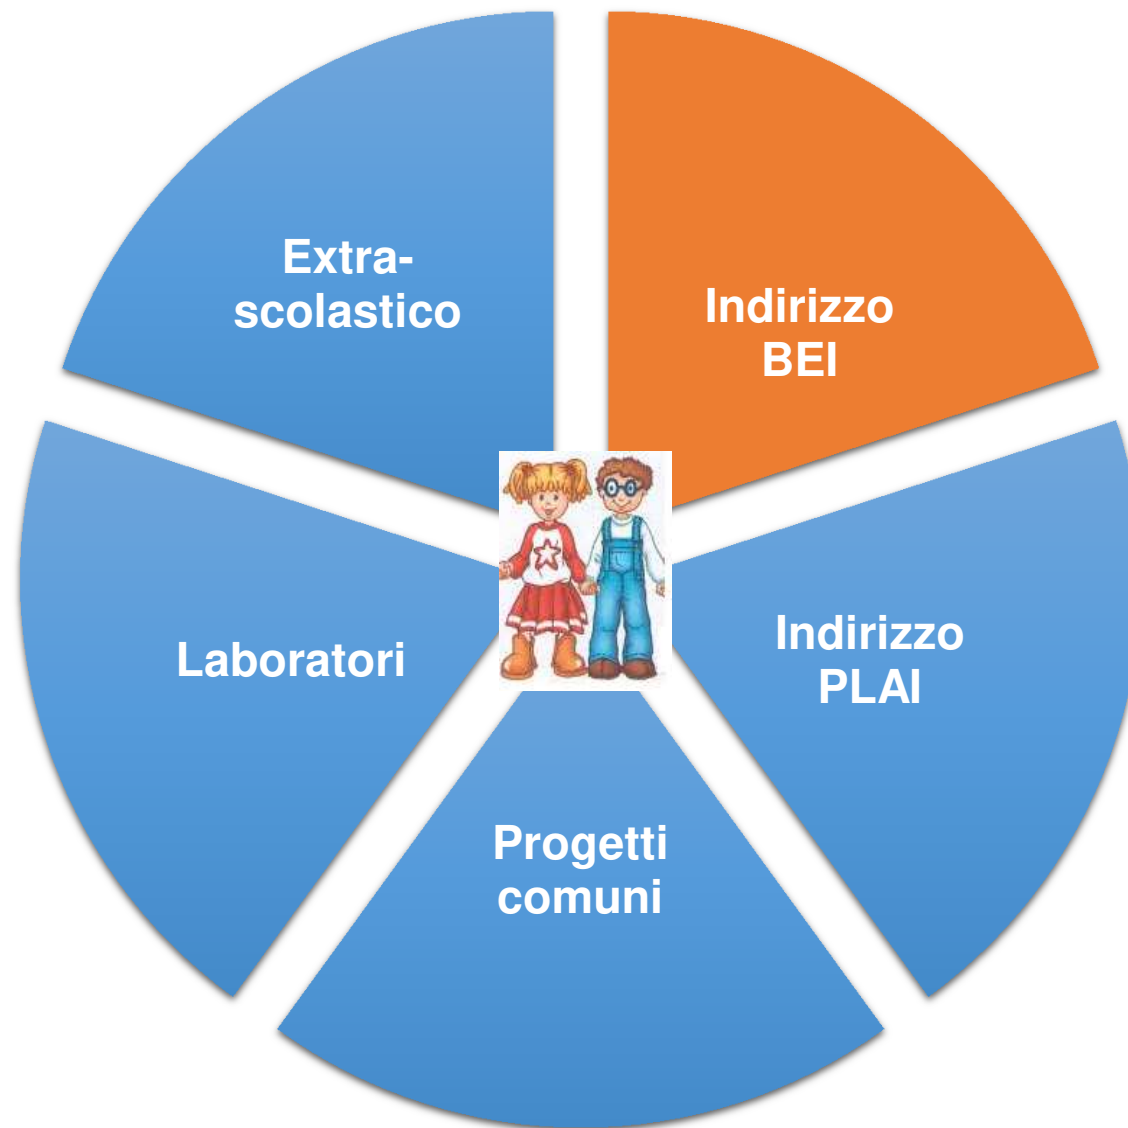 Extra-
scolastico
Indirizzo
BEI
Laboratori
Indirizzo
PLAI
Progetti
comuni